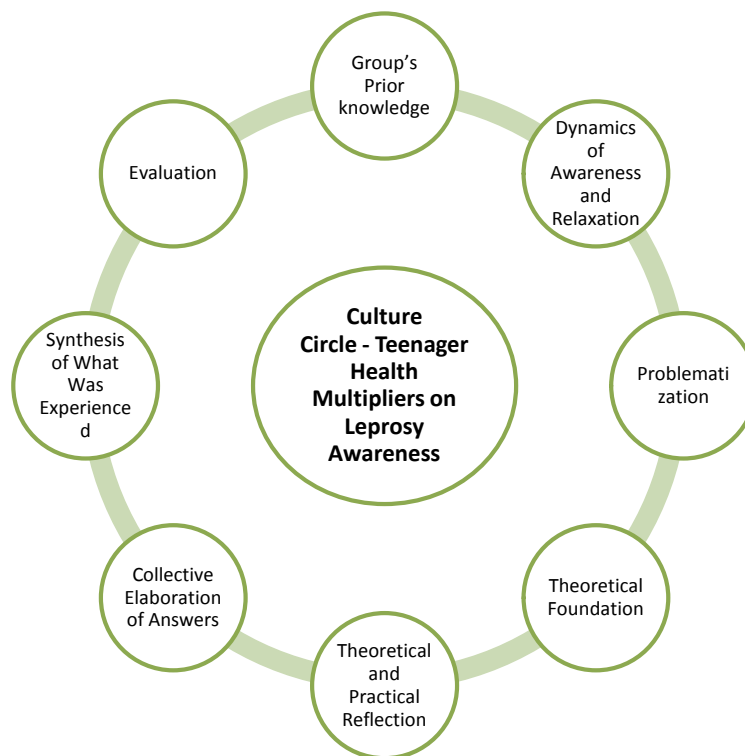 Group's
Prior
knowledge
Dynamics
of
Awareness
and
Relaxation
Problemati
zation
Theoretical
Foundation
Theoretical
and
Practical
Reflection
Collective
Elaboration
of Answers
Synthesis
of What
Was
Experience
d
Evaluation
Culture
Circle - Teenager
Health
Multipliers on
Leprosy
Awareness